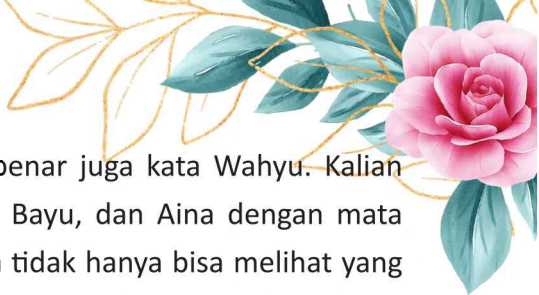 benar juga kata Wahyu. Kalian
Bayu, dan Aina dengan mata
tidak hanya bisa melihat yang